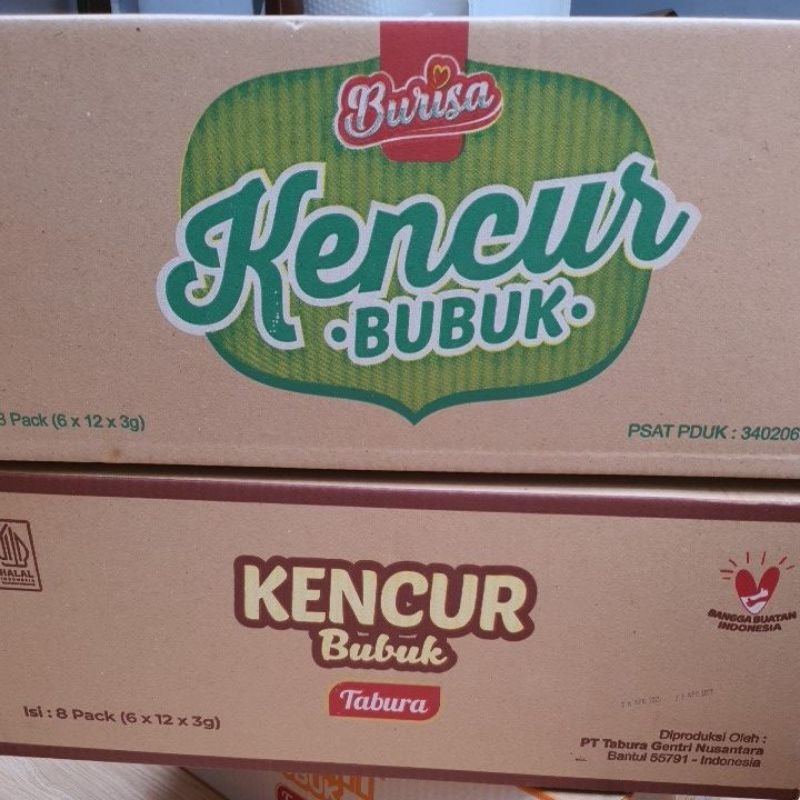 Burisa
Kencur
•BUBUK•
8 Pack (6 x 12 x 3g)
PSAT PDUK : 340206
HALAL
INDONESIA
KENCUR
Bubuk
Tabura
BANGGA BUATAN
INDONESIA
Isi : 8 Pack (6 x 12 x 3g)
Diproduksi Oleh :
PT Tabura Gentri Nusantara
Bantul 55791 - Indonesia